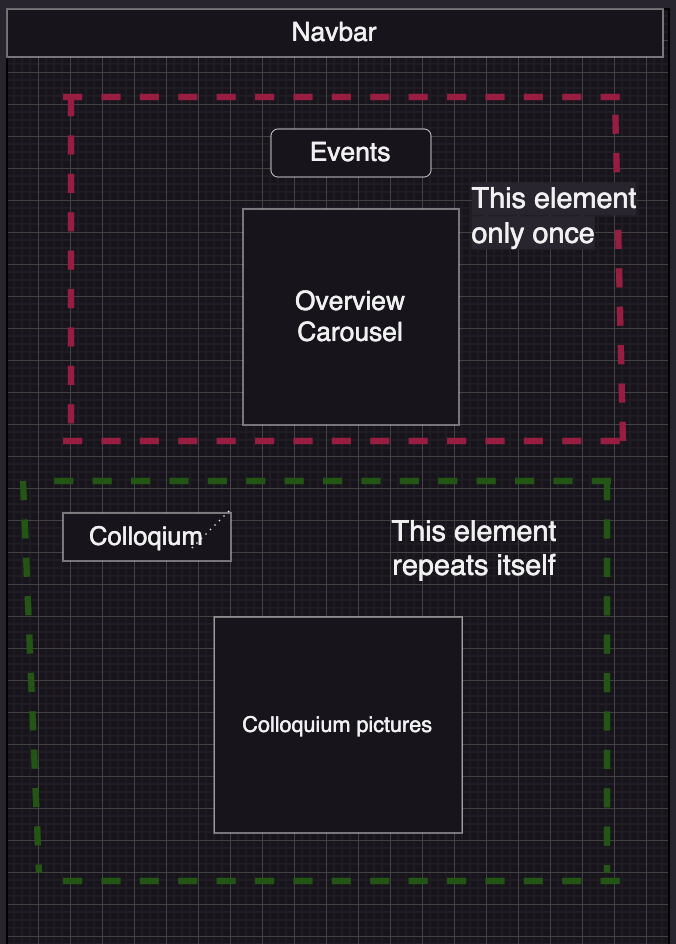 Navbar
Events
This element
only once
Overview
Carousel
Colloqium
This element
repeats itself
Colloquium pictures